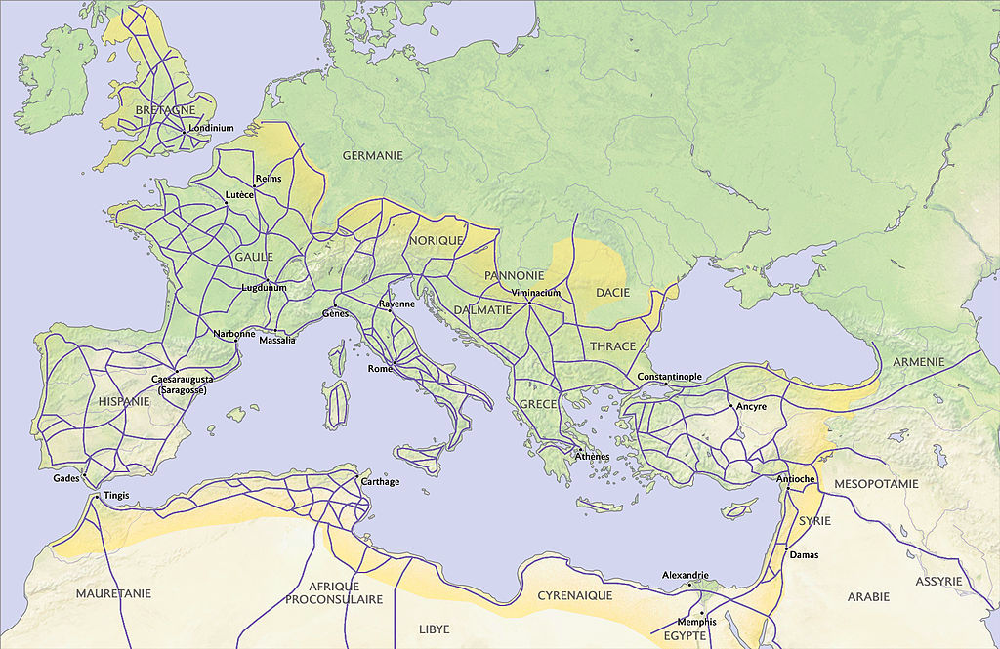 BRETAGNE
Londinium
GERMANIE
Reims
Lutèce
NORIQUE
GAULE
PANNONIE
Lugdunum
Viminacium
DACIE
Ravenne
DALMATIE
Gênes
Narbonne
Massalia
THRACE
ARMENIE
Rome
Constantinople
Caesaraugusta
(Saragosse)
HISPANIE
GRECE
Ancyre
Athènes
Gades
Carthage
Antioche
MESOPOTAMIE
Tingis
SYRIE
Damas
Alexandrie
ASSYRIE
AFRIQUE
PROCONSULAIRE
MAURETANIE
CYRENAIQUE
ARABIE
Memphis
LIBYE
EGYPTE